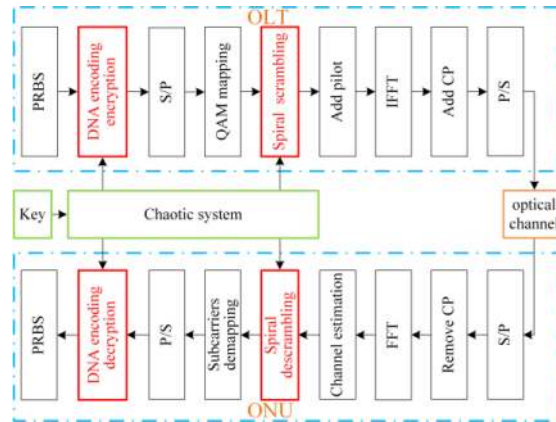 OLT
PRBS
DNA encoding
encryption
S/P
QAM mapping
Spiral scrambling
Add pilot
IFFT
Add CP
P/S
Key
Chaotic system
optical
channel
PRBS
DNA encoding
decryption
P/S
Subcarriers
demapping
Spiral
descrambling
Channel estimation
FFT
Remove CP
S/P
ONU